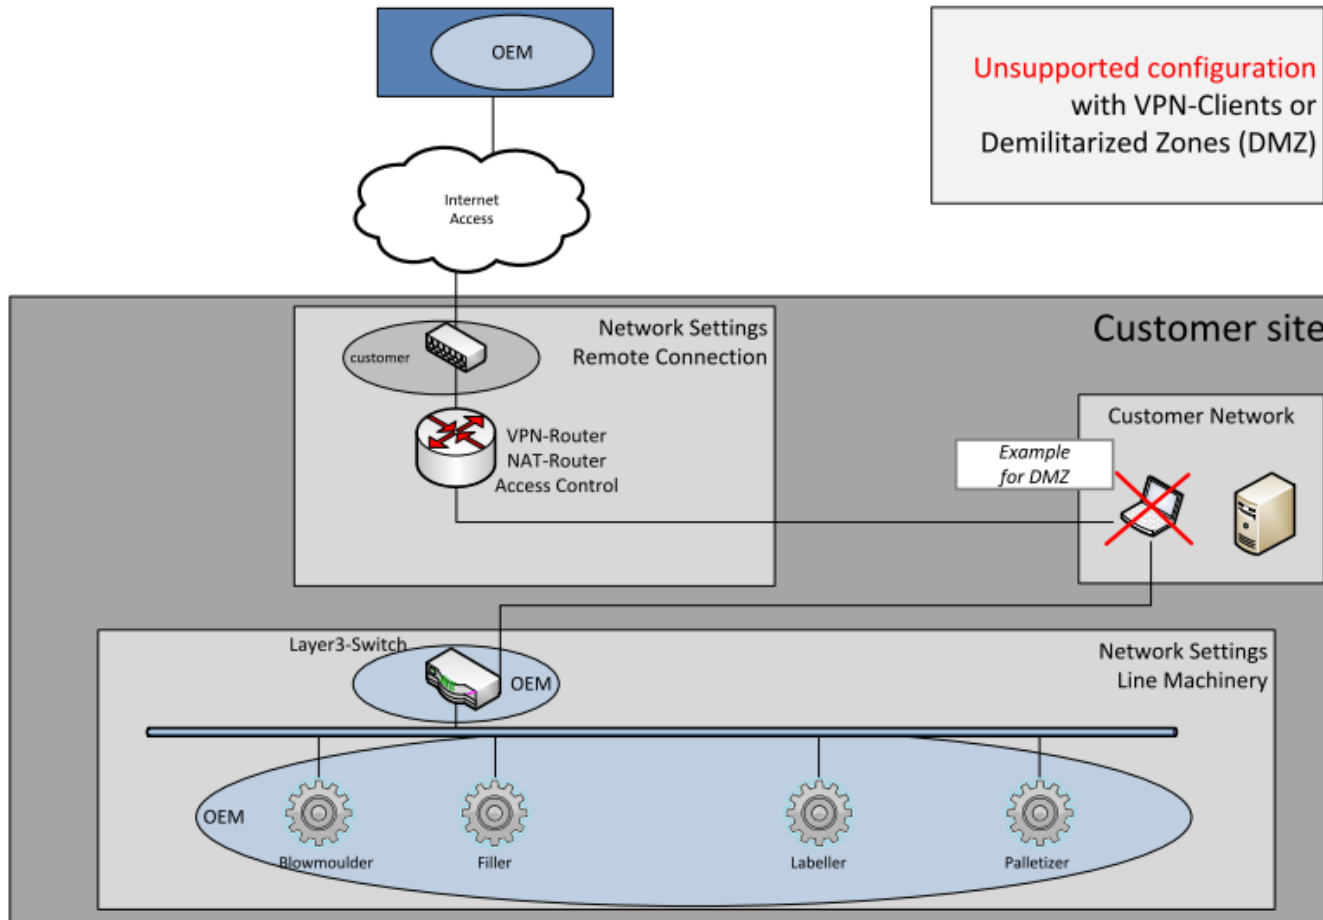 OEM
Unsupported configuration
with VPN-Clients or
Demilitarized Zones (DMZ)
Internet
Access
Network Settings
Remote Connection
Customer site
customer
Customer Network
VPN-Router
NAT-Router
Access Control
Example
for DMZ
Layer3-Switch
OEM
Network Settings
Line Machinery
OEM
Blowmoulder
Filler
Labeller
Palletizer